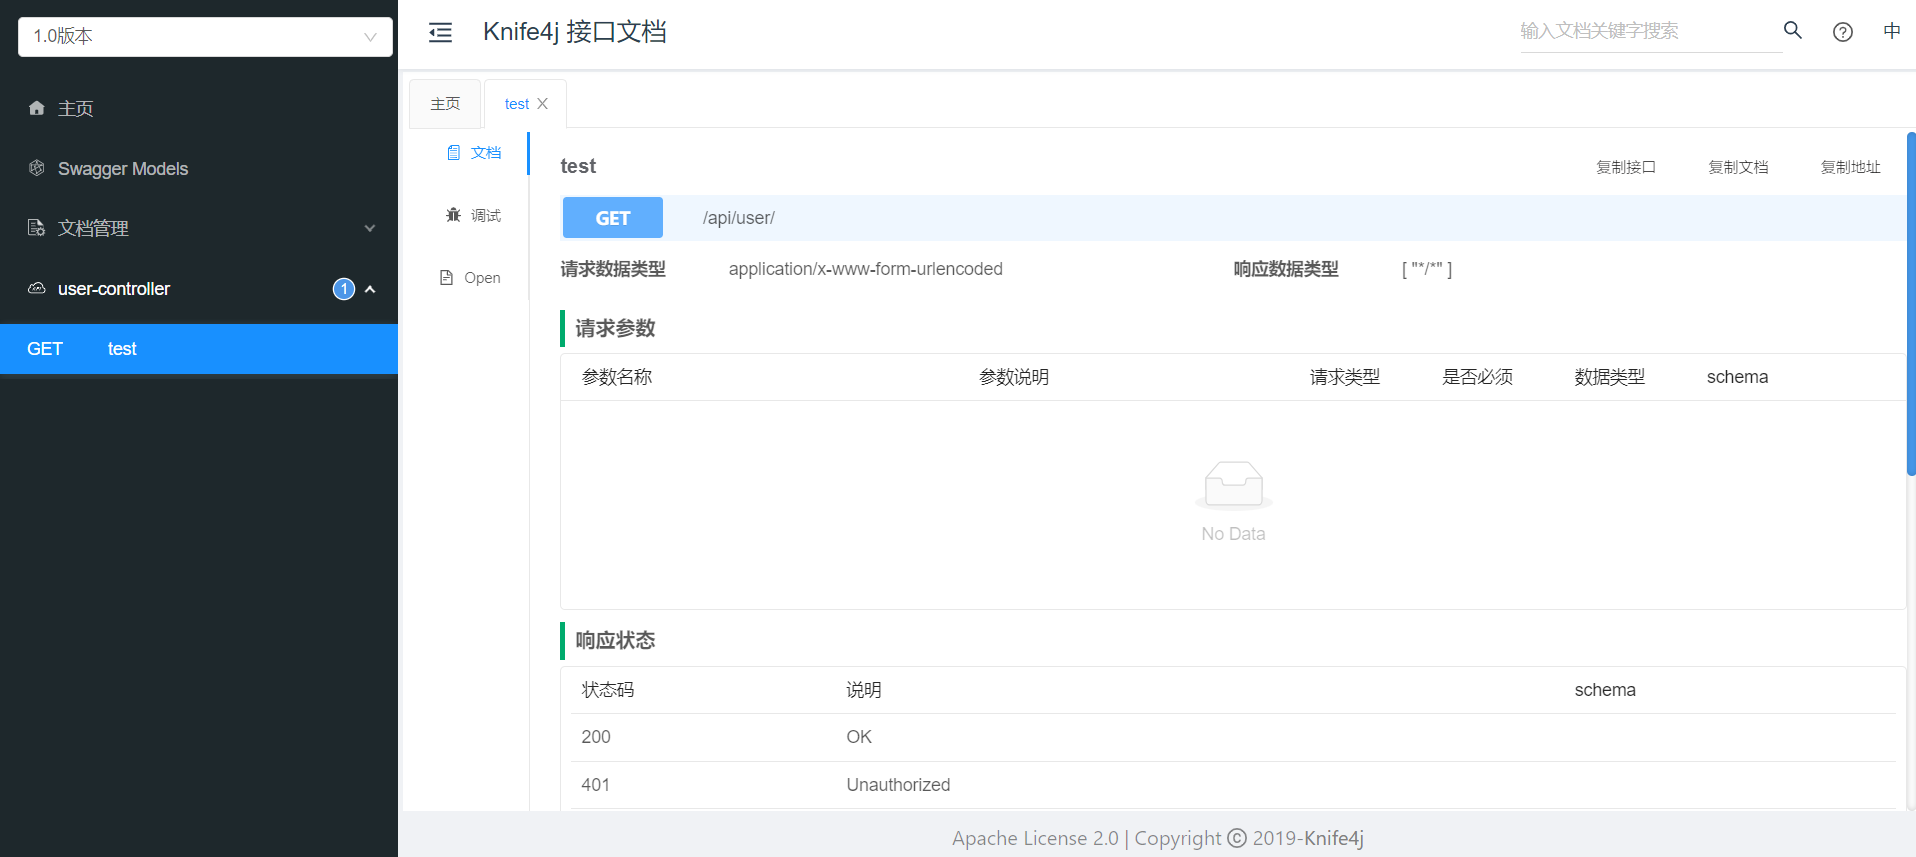 1.0版本
主页
Swagger Models
文档管理
user-controller 1
GET test
Knife4j 接口文档
输入文档关键字搜索 中
主页 test
文档
调试
Open
test 复制接口 复制文档 复制地址
GET /api/user/
请求数据类型 application/x-www-form-urlencoded 响应数据类型 [ "*/*" ]
请求参数
参数名称 参数说明 请求类型 是否必须 数据类型 schema
No Data
响应状态
状态码 说明 schema
200 OK
401 Unauthorized
Apache License 2.0 | Copyright © 2019-Knife4j